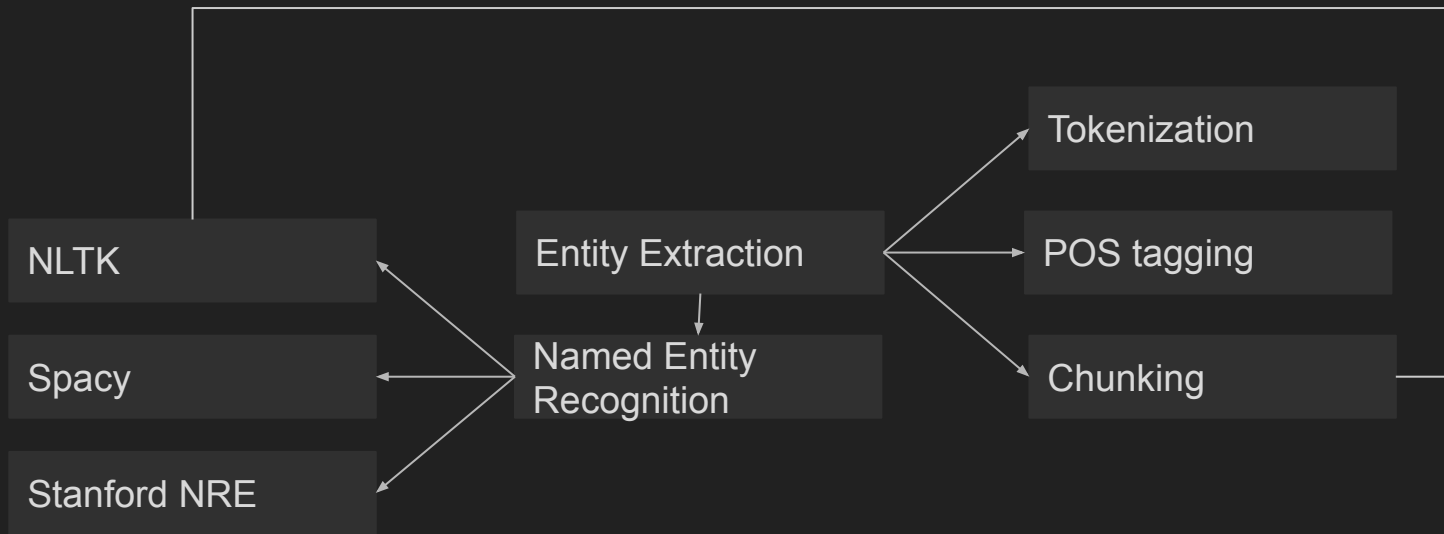 Tokenization
NLTK
Entity Extraction
POS tagging
Spacy
Named Entity
Recognition
Chunking
Stanford NRE